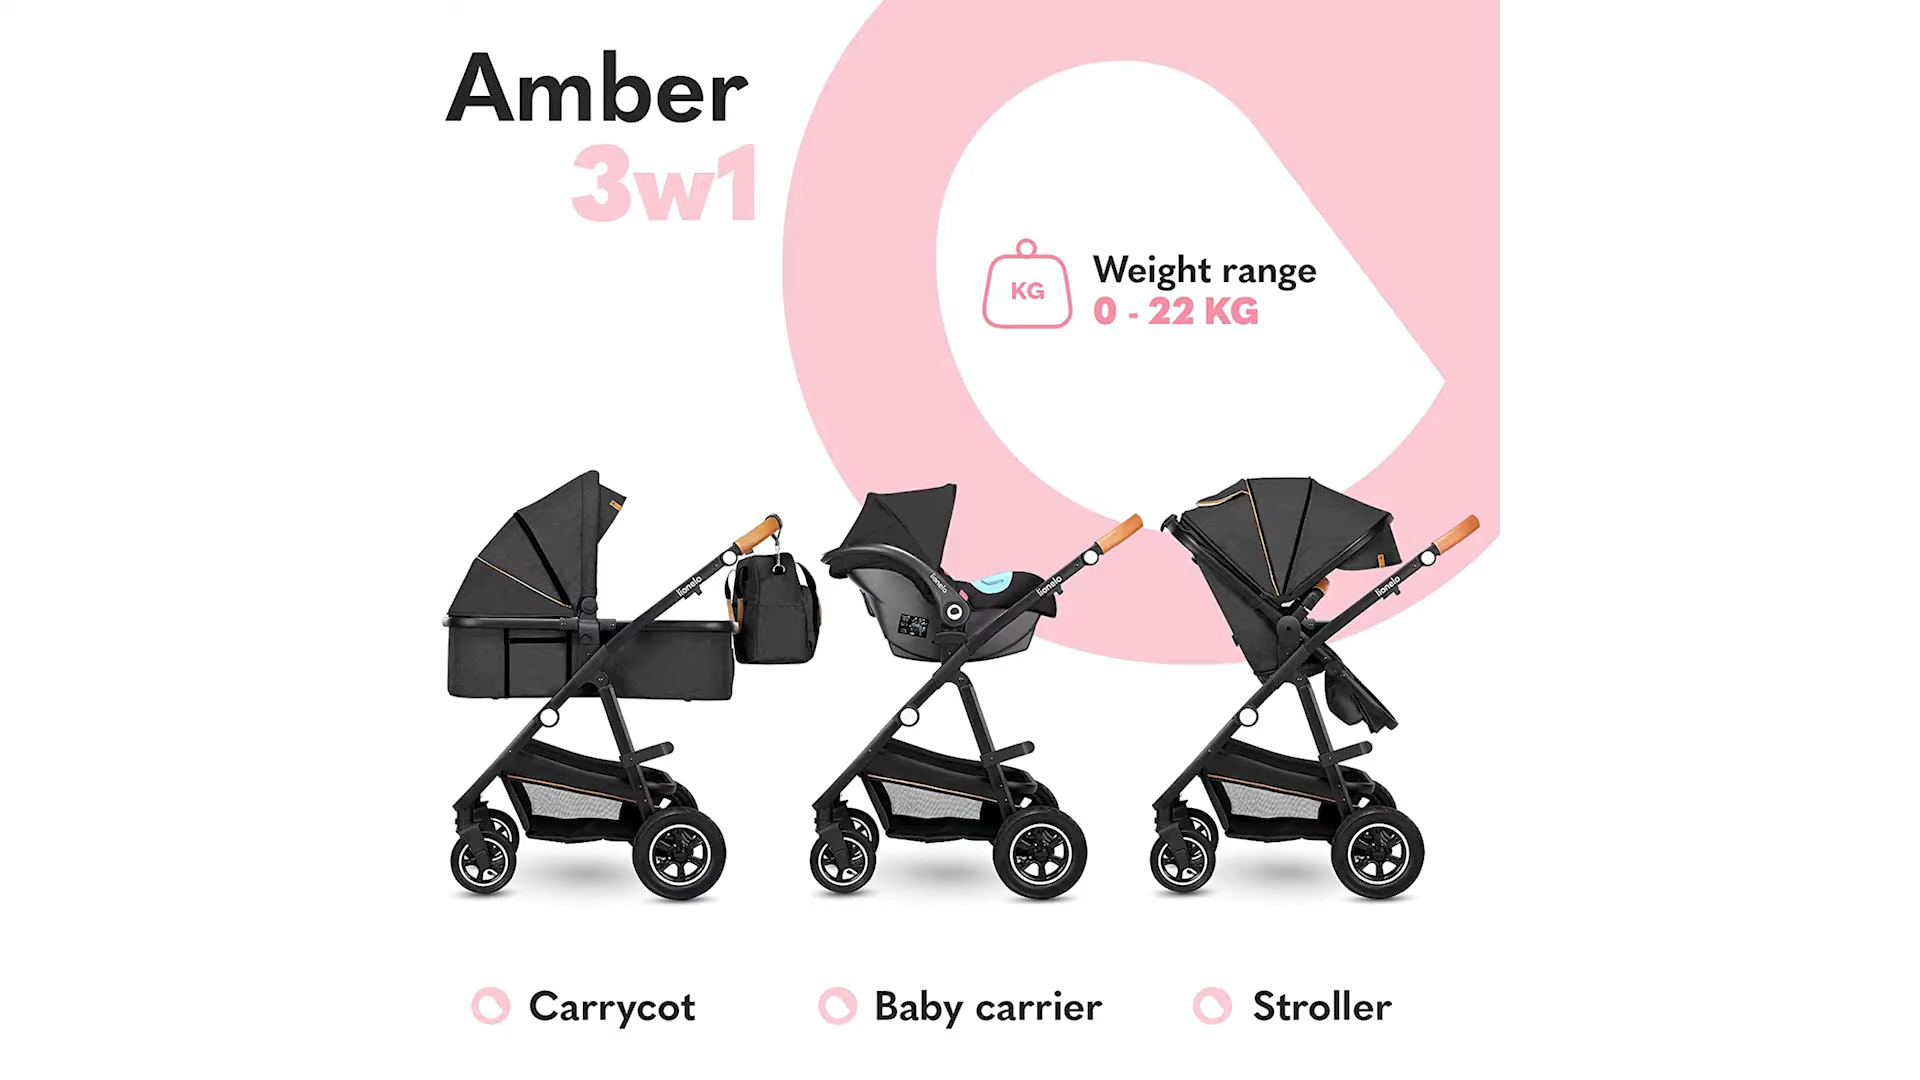 Amber
3w1
KG
Weight range
0 - 22 KG
lionelo
lionelo
lionelo
lionelo
Carrycot
Baby carrier
Stroller